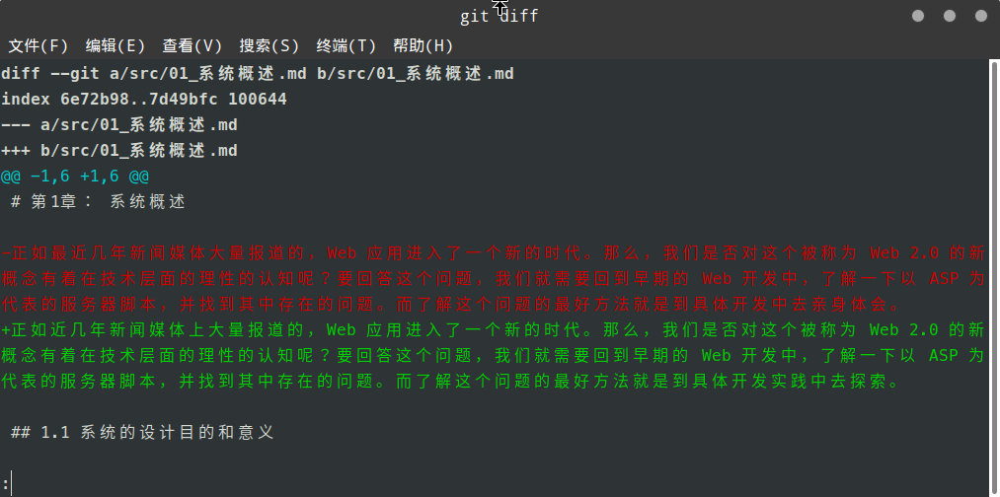 git diff
文件(F) 编辑(E) 查看(V) 搜索(S) 终端(T) 帮助(H)
diff --git a/src/01_系统概述.md b/src/01_系统概述.md
index 6e72b98..7d49bfc 100644
--- a/src/01_系统概述.md
+++ b/src/01_系统概述.md
@@ -1,6 +1,6 @@
# 第1章： 系统概述
-正如最近几年新闻媒体大量报道的，Web 应用进入了一个新的时代。那么，我们是否对这个被称为 Web 2.0 的新
概念有着在技术层面的理性的认知呢？要回答这个问题，我们就需要回到早期的 Web 开发中，了解一下以 ASP 为
代表的服务器脚本，并找到其中存在的问题。而了解这个问题的最好方法就是到具体开发中去亲身体会。
+正如近几年新闻媒体上大量报道的，Web 应用进入了一个新的时代。那么，我们是否对这个被称为 Web 2.0 的新
概念有着在技术层面的理性的认知呢？要回答这个问题，我们就需要回到早期的 Web 开发中，了解一下以 ASP 为
代表的服务器脚本，并找到其中存在的问题。而了解这个问题的最好方法就是到具体开发实践中去探索。
## 1.1 系统的设计目的和意义
: